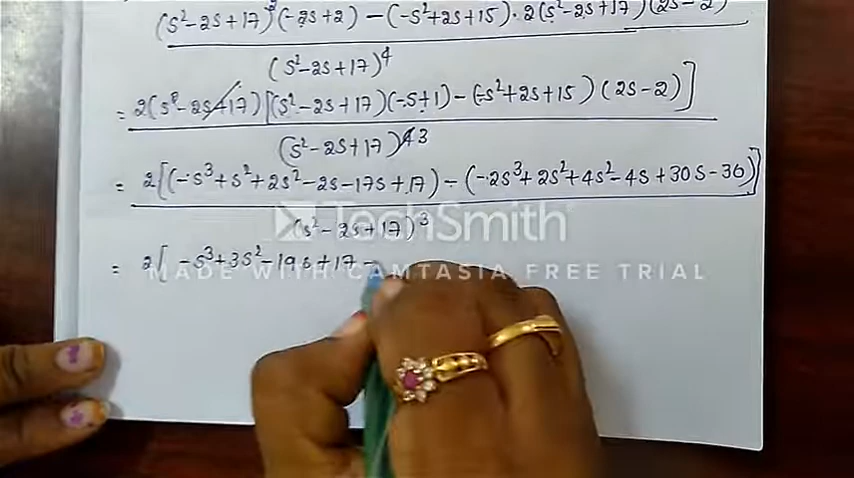 (s²-2s+17)²(-2s+2) - (-s²+2s+15)·2(s²-2s+17)(2s-2)
(s²-2s+17)⁴
= 2(s²-2s+17)[(s²-2s+17)(-s+1) - (-s²+2s+15)(2s-2)]
(s²-2s+17)⁴ 3
= 2[(-s³+s²+2s²-2s-17s+17) - (-2s³+2s²+4s²-4s+30s-30)]
(s²-2s+17)³
= 2[-s³+3s²-19s+17-
TechSmith
MADE WITH CAMTASIA FREE TRIAL